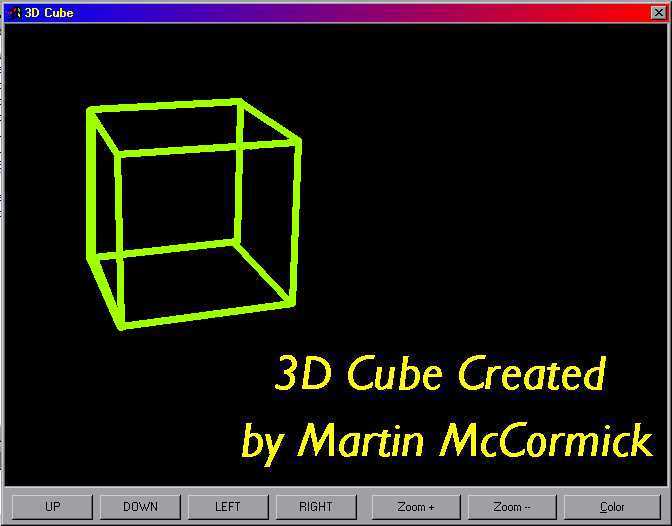 3D Cube
3D Cube Created
by Martin McCormick
UP DOWN LEFT RIGHT Zoom + Zoom -- Color